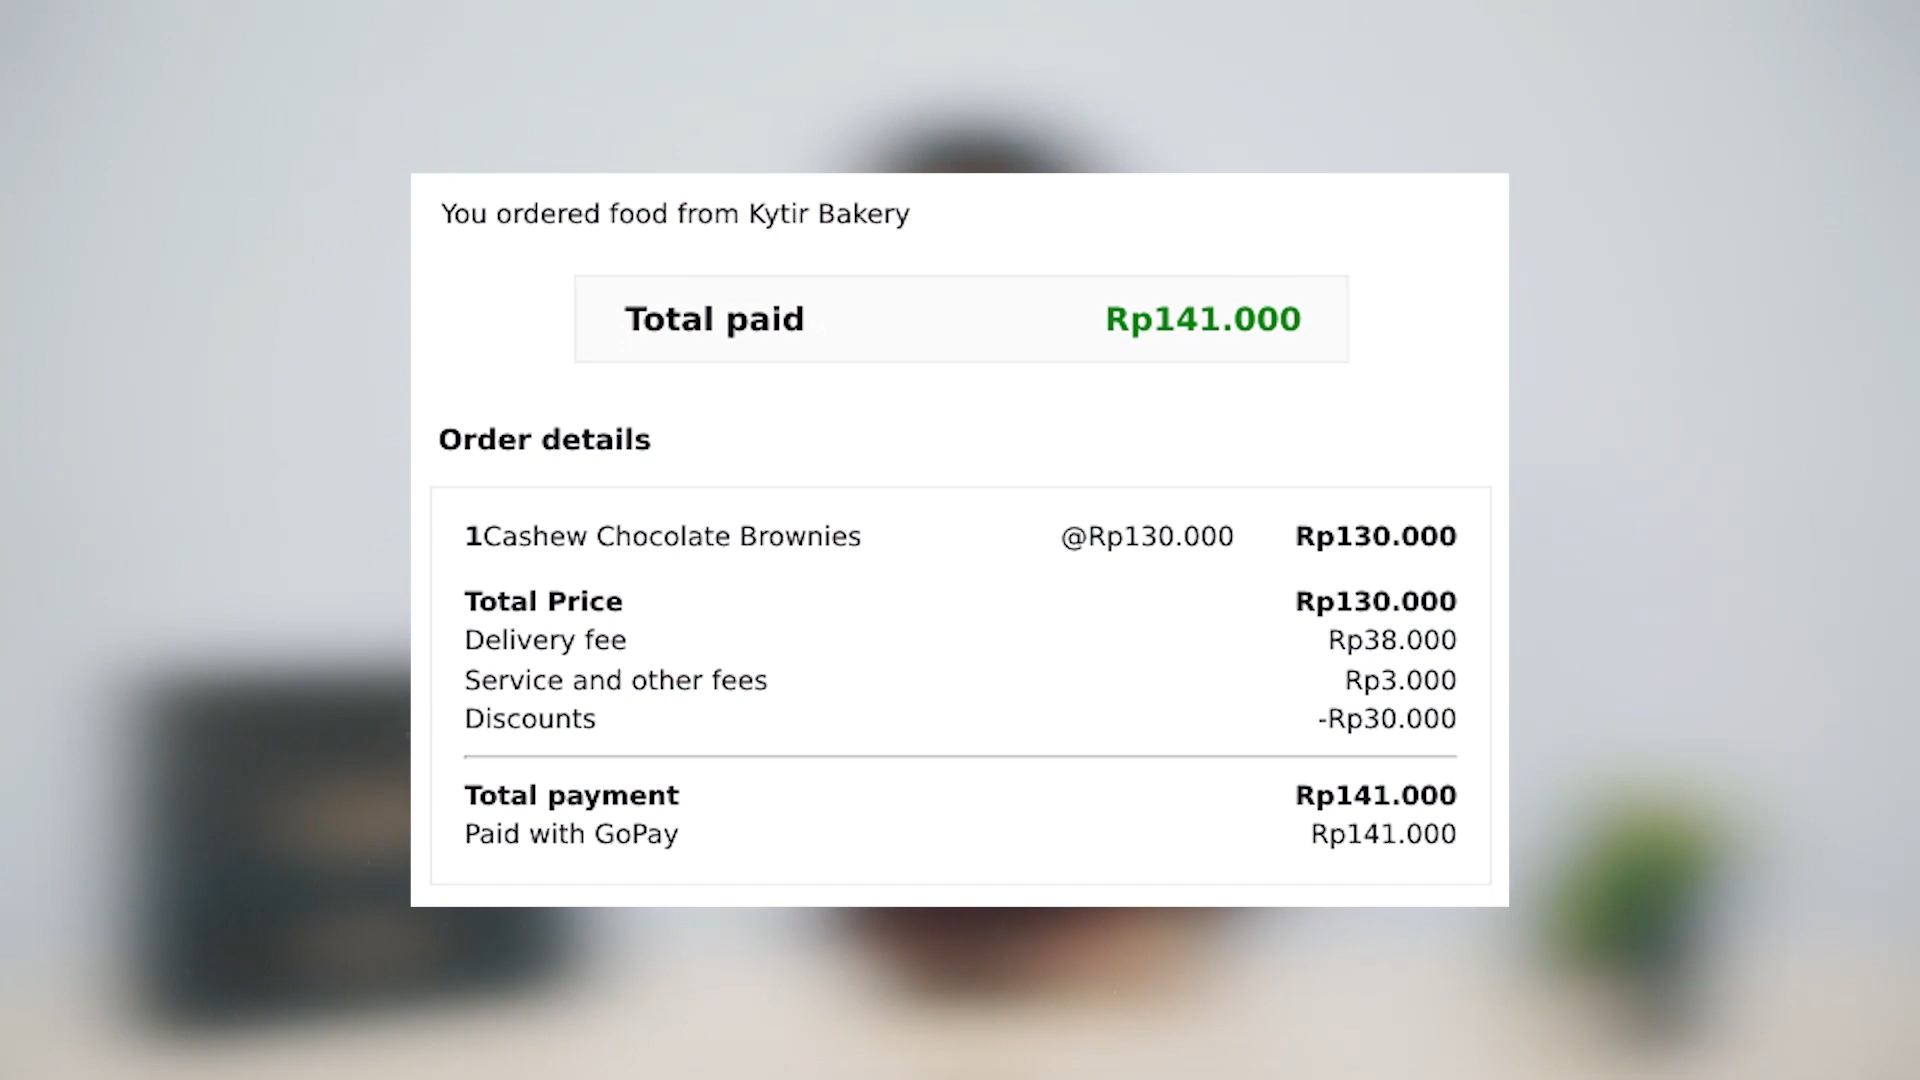 You ordered food from Kytir Bakery
Total paid Rp141.000
Order details
1Cashew Chocolate Brownies @Rp130.000 Rp130.000
Total Price Rp130.000
Delivery fee Rp38.000
Service and other fees Rp3.000
Discounts -Rp30.000
Total payment Rp141.000
Paid with GoPay Rp141.000